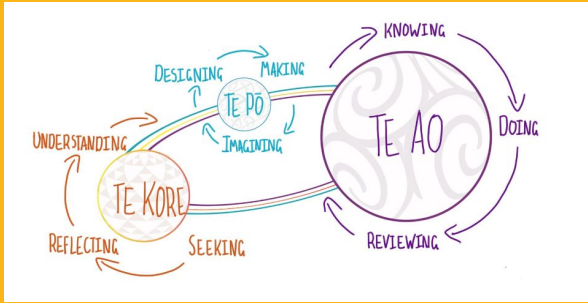 KNOWING
DESIGNING
MAKING
TE PŌ
IMAGINING
TE AO
DOING
UNDERSTANDING
TE KORE
REFLECTING
SEEKING
REVIEWING